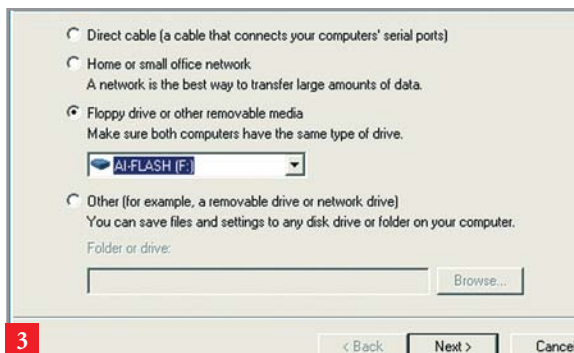 Direct cable (a cable that connects your computers' serial ports)
Home or small office network
A network is the best way to transfer large amounts of data.
Floppy drive or other removable media
Make sure both computers have the same type of drive.
AI-FLASH (F:)
Other (for example, a removable drive or network drive)
You can save files and settings to any disk drive or folder on your computer.
Folder or drive:
Browse...
3
< Back Next > Cance